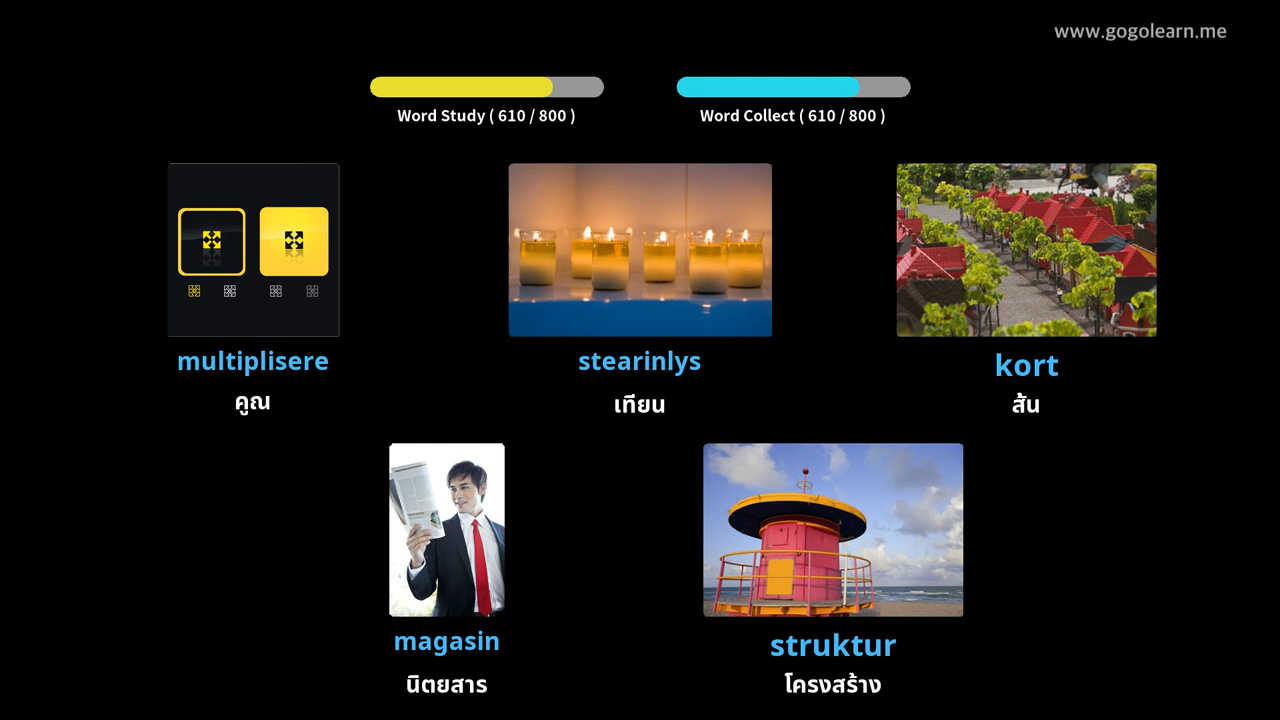 www.gogolearn.me
Word Study ( 610 / 800 )
Word Collect ( 610 / 800 )
multiplisere
stearinlys
kort
คูณ
เทียน
ส้น
magasin
struktur
นิตยสาร
โครงสร้าง